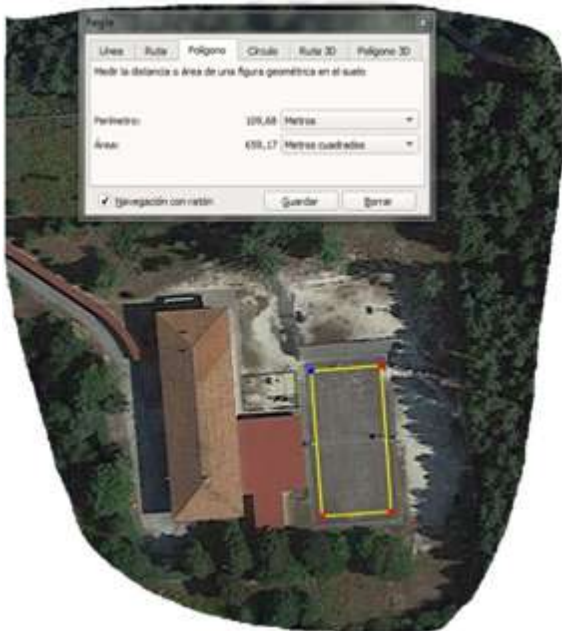 Regla
Línea Ruta Polígono Círculo Ruta 3D Polígono 3D
Medir la distancia o área de una figura geométrica en el suelo
Perímetro: 109,68 Metros
Área: 659,17 Metros cuadrados
Navegación con ratón Guardar Borrar